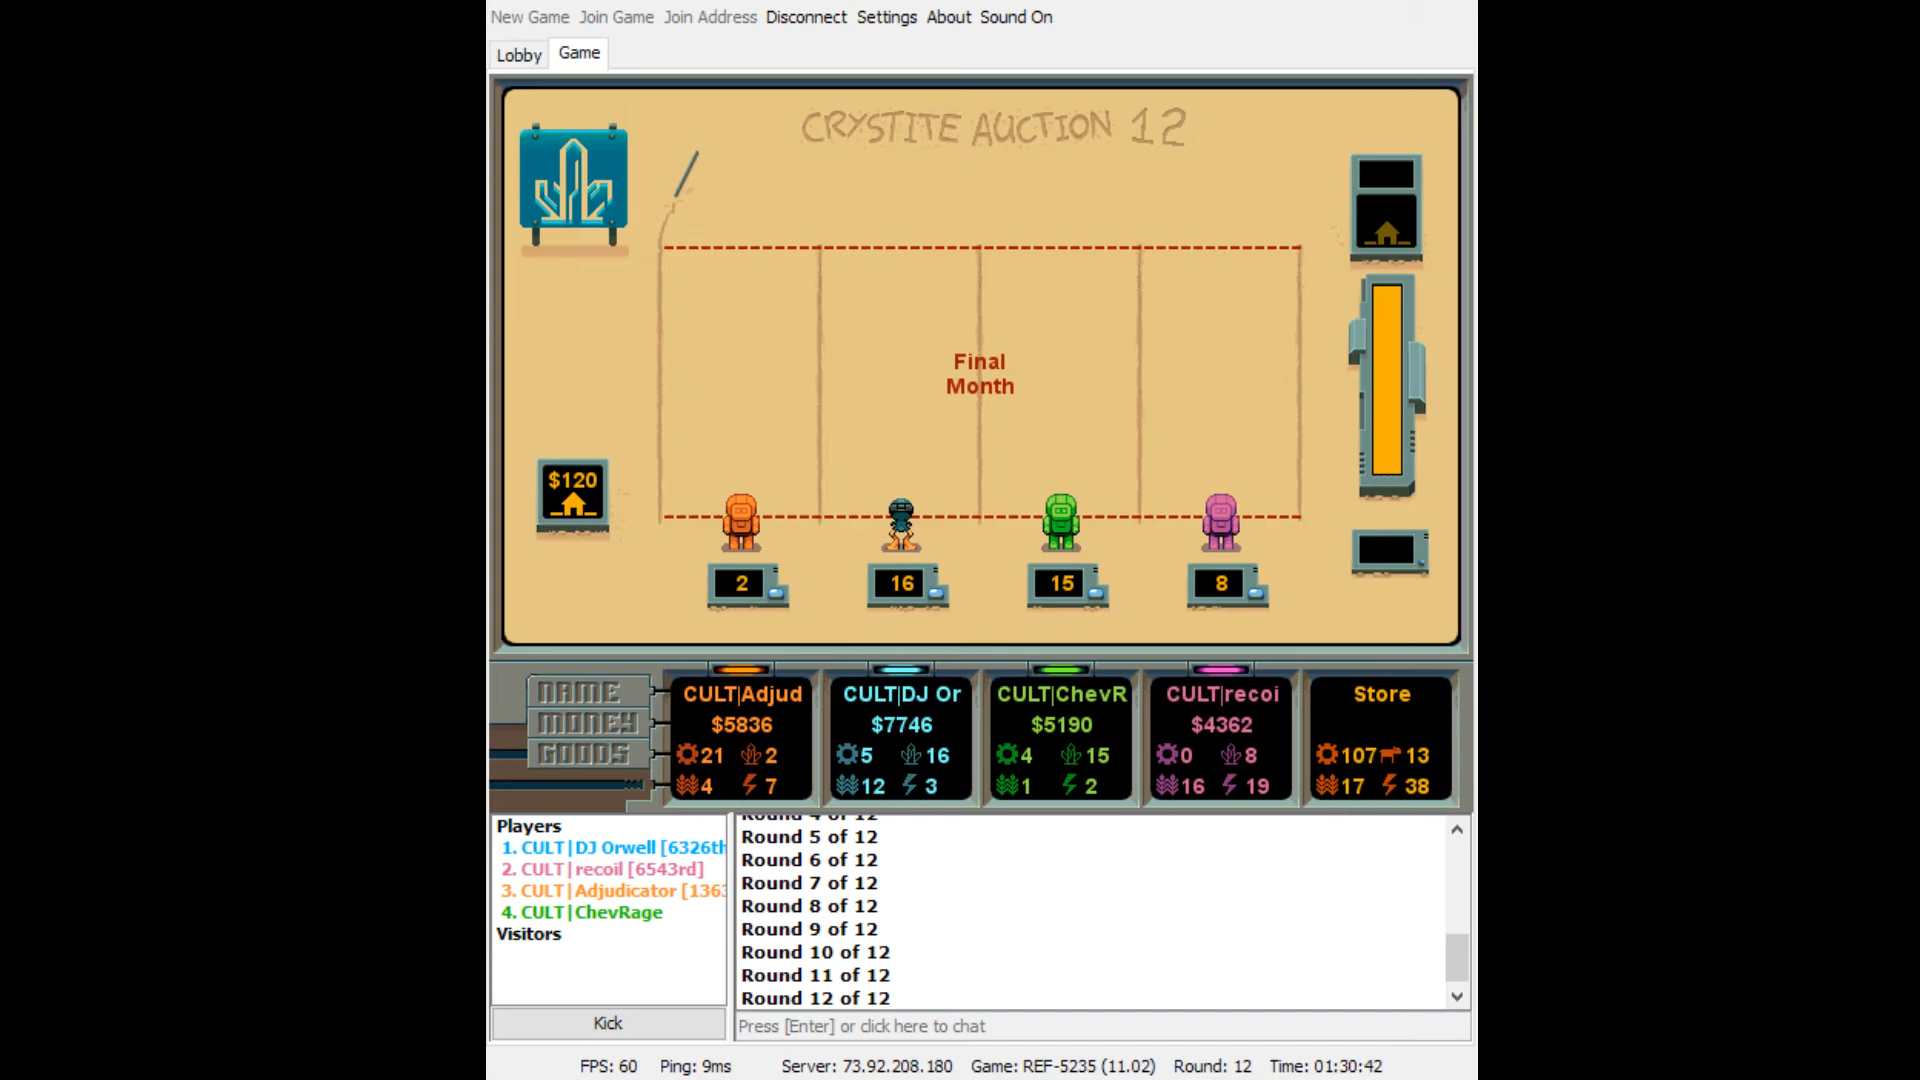 New Game Join Game Join Address Disconnect Settings About Sound On
Lobby Game
CRYSTITE AUCTION 12
Final
Month
$120
2 16 15 8
NAME
MONEY
GOODS
CULT|Adjud
$5836
21 2
4 7
CULT|DJ Or
$7746
5 16
12 3
CULT|ChevR
$5190
4 15
1 2
CULT|recoi
$4362
0 8
16 19
Store
107 13
17 38
Players
1. CULT|DJ Orwell [6326th
2. CULT|recoil [6543rd]
3. CULT|Adjudicator [1363
4. CULT|ChevRage
Visitors
Kick
Round 4 of 12
Round 5 of 12
Round 6 of 12
Round 7 of 12
Round 8 of 12
Round 9 of 12
Round 10 of 12
Round 11 of 12
Round 12 of 12
Press [Enter] or click here to chat
FPS: 60 Ping: 9ms Server: 73.92.208.180 Game: REF-5235 (11.02) Round: 12 Time: 01:30:42